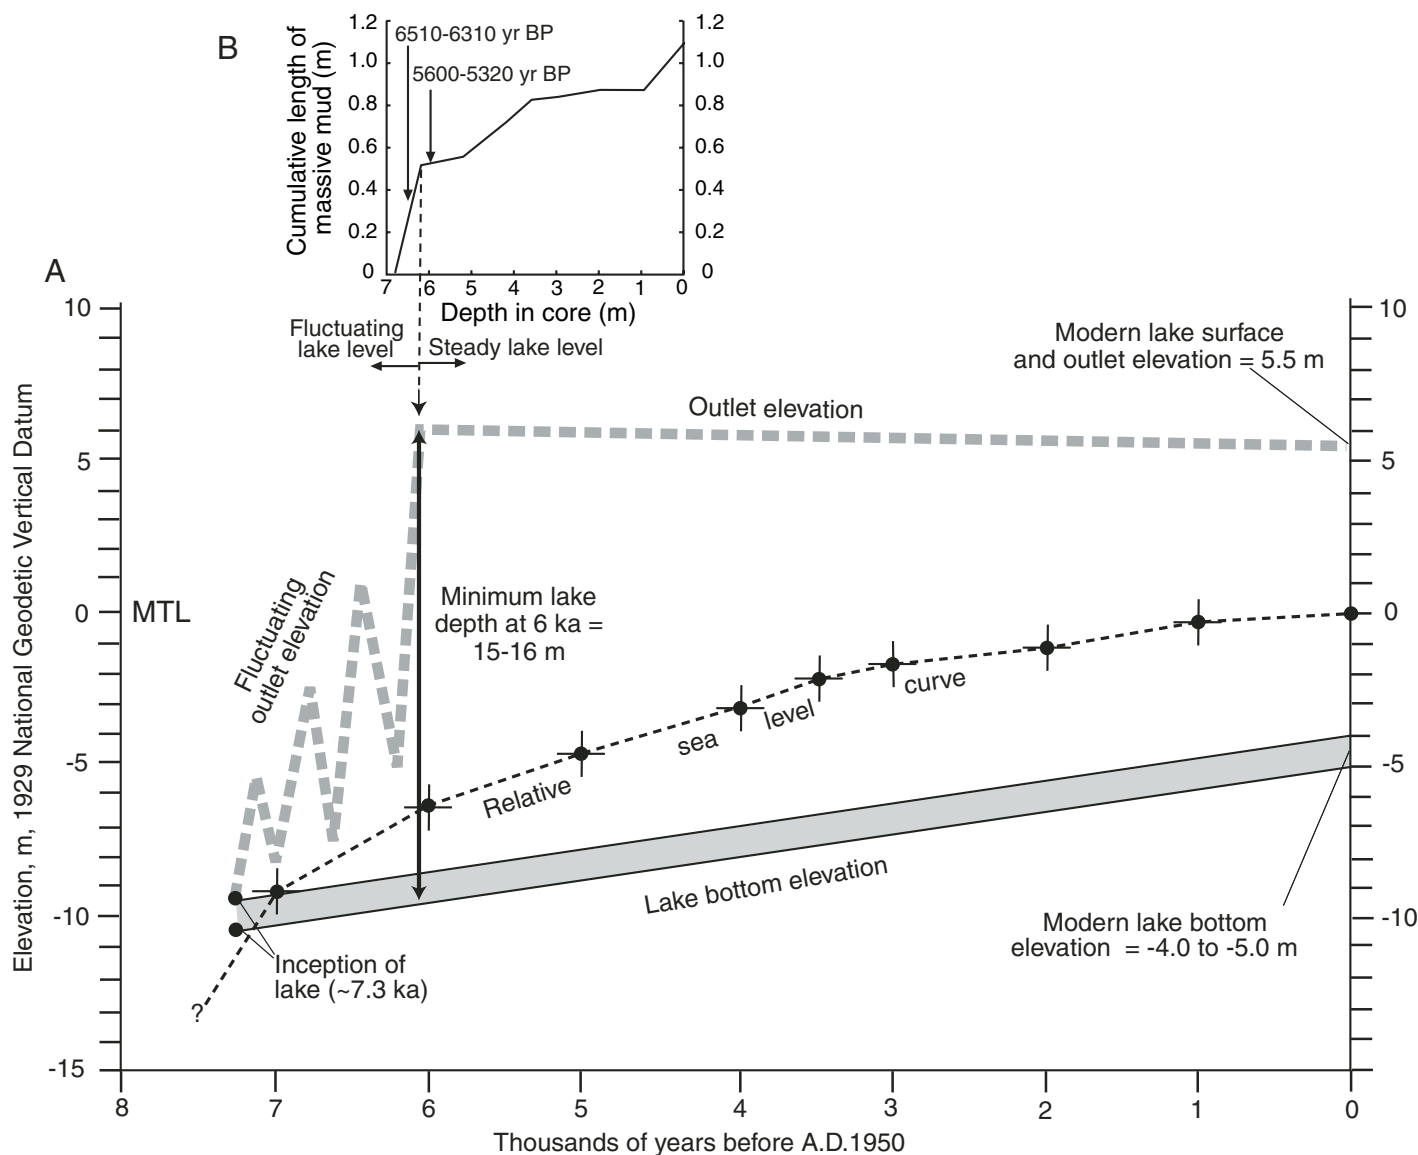 B
Cumulative length of
massive mud (m)
1.2
1.0
0.8
0.6
0.4
0.2
0
6510-6310 yr BP
5600-5320 yr BP
1.2
1.0
0.8
0.6
0.4
0.2
0
7 6 5 4 3 2 1 0
Depth in core (m)
A
Elevation, m, 1929 National Geodetic Vertical Datum
10
5
0
-5
-10
-15
MTL
Fluctuating
lake level
Steady lake level
Modern lake surface
and outlet elevation = 5.5 m
Outlet elevation
Fluctuating
outlet elevation
Minimum lake
depth at 6 ka =
15-16 m
Relative sea level curve
Lake bottom elevation
Modern lake bottom
elevation = -4.0 to -5.0 m
Inception of
lake (~7.3 ka)
?
10
5
0
-5
-10
8 7 6 5 4 3 2 1 0
Thousands of years before A.D.1950